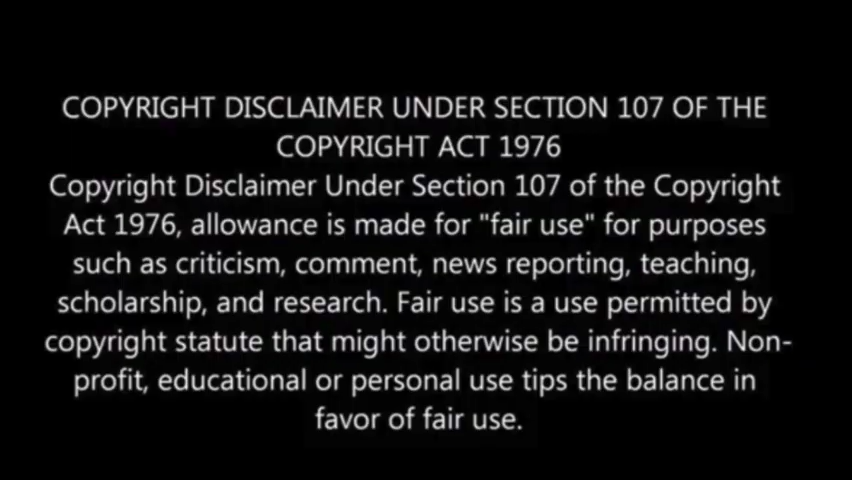 COPYRIGHT DISCLAIMER UNDER SECTION 107 OF THE
COPYRIGHT ACT 1976
Copyright Disclaimer Under Section 107 of the Copyright
Act 1976, allowance is made for "fair use" for purposes
such as criticism, comment, news reporting, teaching,
scholarship, and research. Fair use is a use permitted by
copyright statute that might otherwise be infringing. Non-
profit, educational or personal use tips the balance in
favor of fair use.